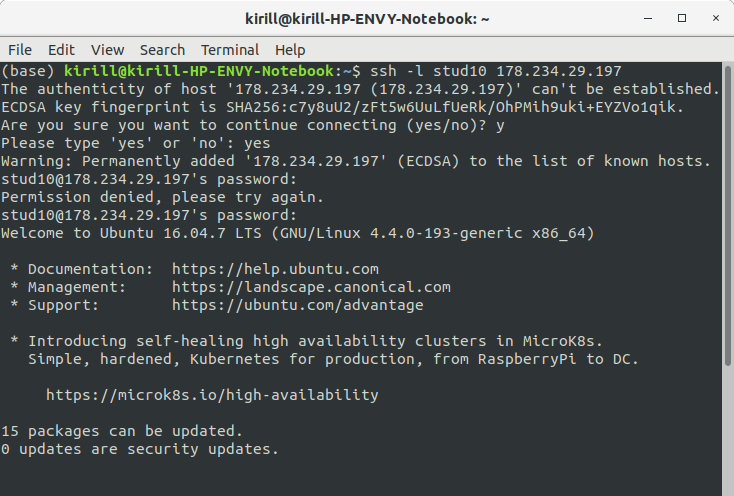 kirill@kirill-HP-ENVY-Notebook: ~
File Edit View Search Terminal Help
(base) kirill@kirill-HP-ENVY-Notebook:~$ ssh -l stud10 178.234.29.197
The authenticity of host '178.234.29.197 (178.234.29.197)' can't be established.
ECDSA key fingerprint is SHA256:c7y8uU2/zFt5w6UuLfUeRk/OhPMih9uki+EYZVo1qik.
Are you sure you want to continue connecting (yes/no)? y
Please type 'yes' or 'no': yes
Warning: Permanently added '178.234.29.197' (ECDSA) to the list of known hosts.
stud10@178.234.29.197's password:
Permission denied, please try again.
stud10@178.234.29.197's password:
Welcome to Ubuntu 16.04.7 LTS (GNU/Linux 4.4.0-193-generic x86_64)
* Documentation:  https://help.ubuntu.com
* Management:     https://landscape.canonical.com
* Support:        https://ubuntu.com/advantage
* Introducing self-healing high availability clusters in MicroK8s.
Simple, hardened, Kubernetes for production, from RaspberryPi to DC.
https://microk8s.io/high-availability
15 packages can be updated.
0 updates are security updates.